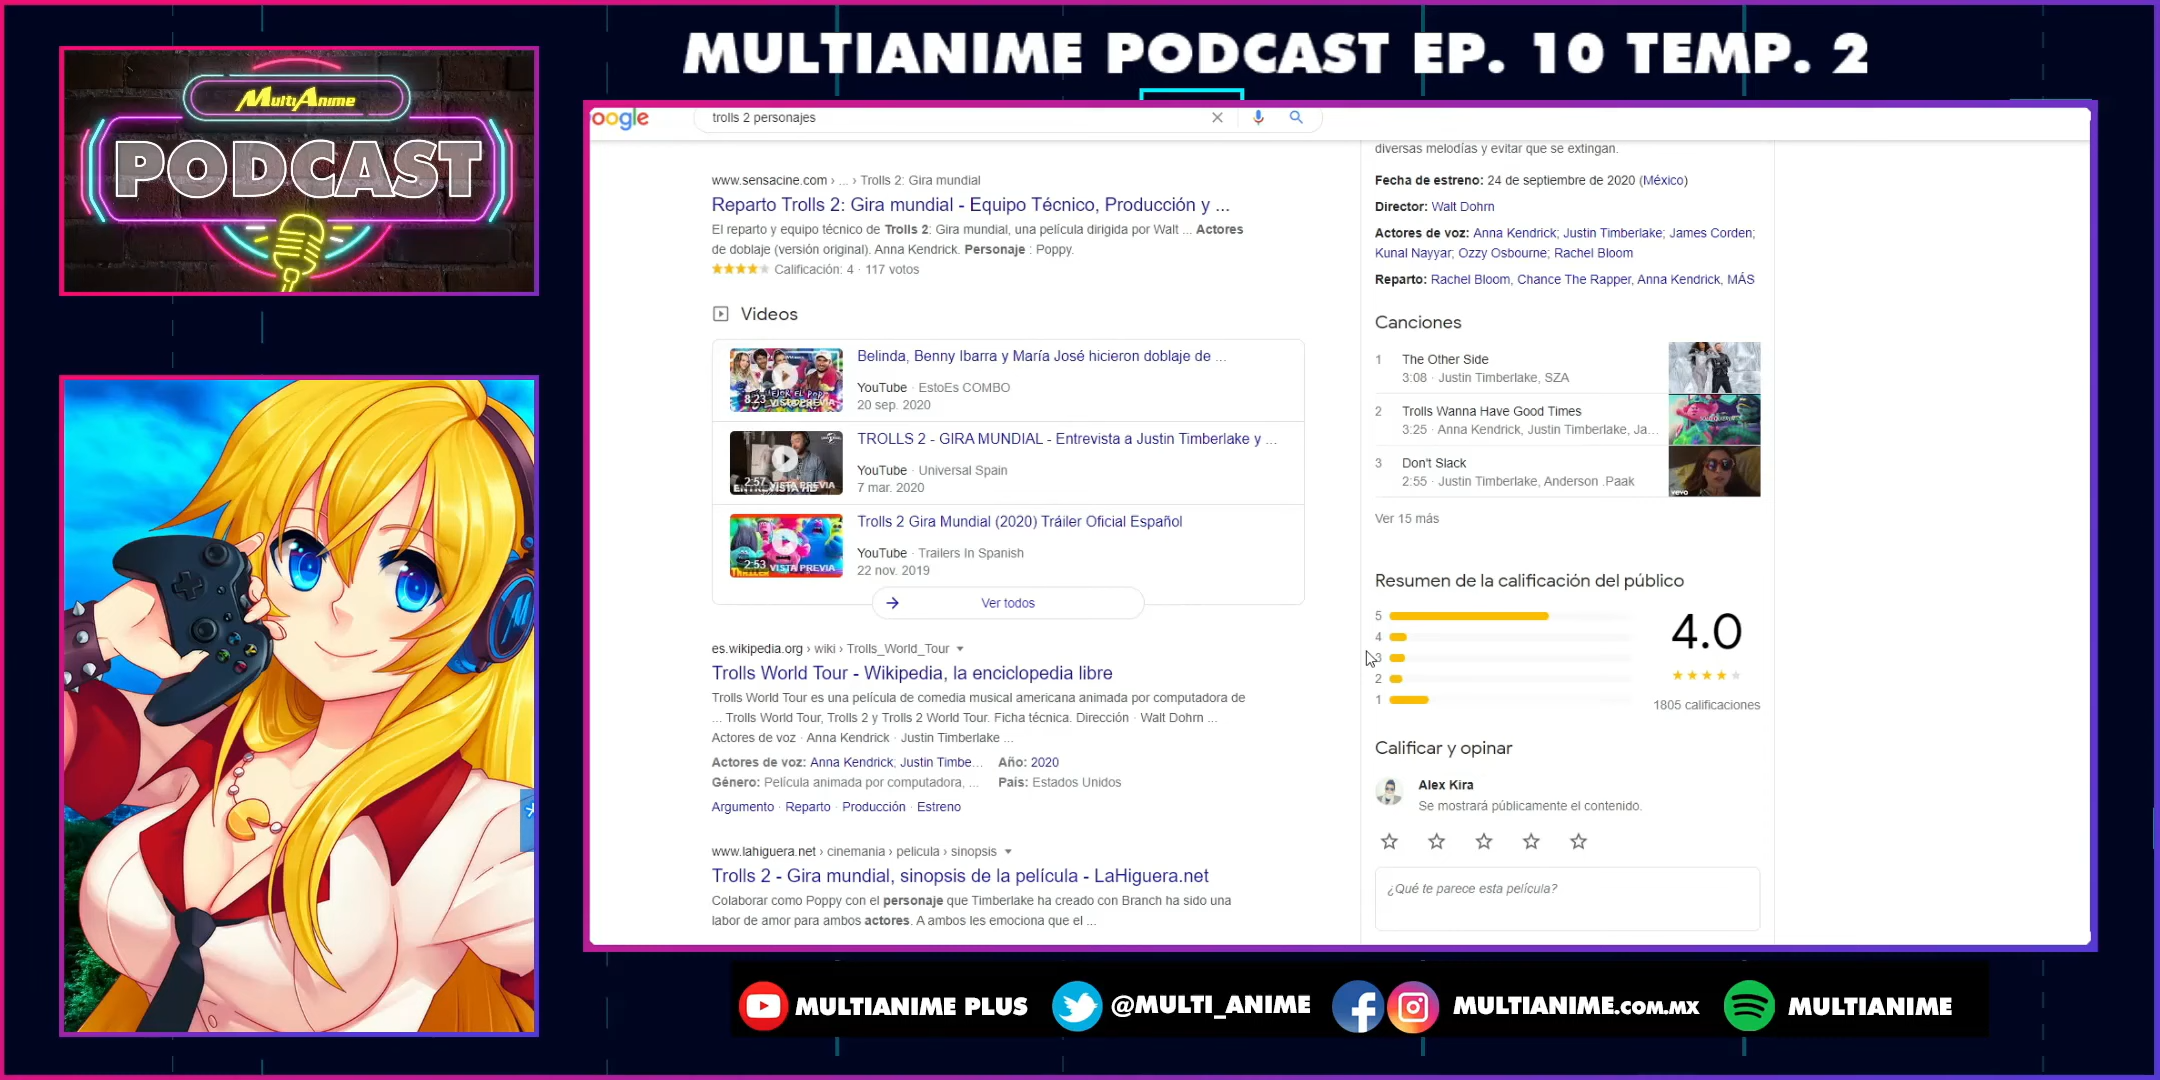 MULTIANIME PODCAST EP. 10 TEMP. 2
MultiAnime
PODCAST
oogle
trolls 2 personajes
www.sensacine.com › ... › Trolls 2: Gira mundial
Reparto Trolls 2: Gira mundial - Equipo Técnico, Producción y ...
El reparto y equipo técnico de Trolls 2: Gira mundial, una película dirigida por Walt ... Actores
de doblaje (versión original). Anna Kendrick. Personaje : Poppy.
Calificación: 4 · 117 votos
Videos
Belinda, Benny Ibarra y María José hicieron doblaje de ...
YouTube · EstoEs COMBO
20 sep. 2020
8:23 VISTA PREVIA
TROLLS 2 - GIRA MUNDIAL - Entrevista a Justin Timberlake y ...
YouTube · Universal Spain
7 mar. 2020
2:57 VISTA PREVIA
ENTREVISTA HD
Trolls 2 Gira Mundial (2020) Tráiler Oficial Español
YouTube · Trailers In Spanish
22 nov. 2019
2:53 VISTA PREVIA
Ver todos
es.wikipedia.org › wiki › Trolls_World_Tour
Trolls World Tour - Wikipedia, la enciclopedia libre
Trolls World Tour es una película de comedia musical americana animada por computadora de
... Trolls World Tour, Trolls 2 y Trolls 2 World Tour. Ficha técnica. Dirección · Walt Dohrn ...
Actores de voz · Anna Kendrick · Justin Timberlake ...
Actores de voz: Anna Kendrick; Justin Timbe... Año: 2020
Género: Película animada por computadora, ... País: Estados Unidos
Argumento · Reparto · Producción · Estreno
www.lahiguera.net › cinemania › pelicula › sinopsis
Trolls 2 - Gira mundial, sinopsis de la película - LaHiguera.net
Colaborar como Poppy con el personaje que Timberlake ha creado con Branch ha sido una
labor de amor para ambos actores. A ambos les emociona que el ...
diversas melodías y evitar que se extingan.
Fecha de estreno: 24 de septiembre de 2020 (México)
Director: Walt Dohrn
Actores de voz: Anna Kendrick; Justin Timberlake; James Corden;
Kunal Nayyar; Ozzy Osbourne; Rachel Bloom
Reparto: Rachel Bloom, Chance The Rapper, Anna Kendrick, MÁS
Canciones
1 The Other Side
3:08 · Justin Timberlake, SZA
2 Trolls Wanna Have Good Times
3:25 · Anna Kendrick, Justin Timberlake, Ja...
3 Don't Slack
2:55 · Justin Timberlake, Anderson .Paak
vevo
Ver 15 más
Resumen de la calificación del público
5
4
3
2
1
4.0
1805 calificaciones
Calificar y opinar
Alex Kira
Se mostrará públicamente el contenido.
¿Qué te parece esta película?
MULTIANIME PLUS @MULTI_ANIME MULTIANIME.COM.MX MULTIANIME